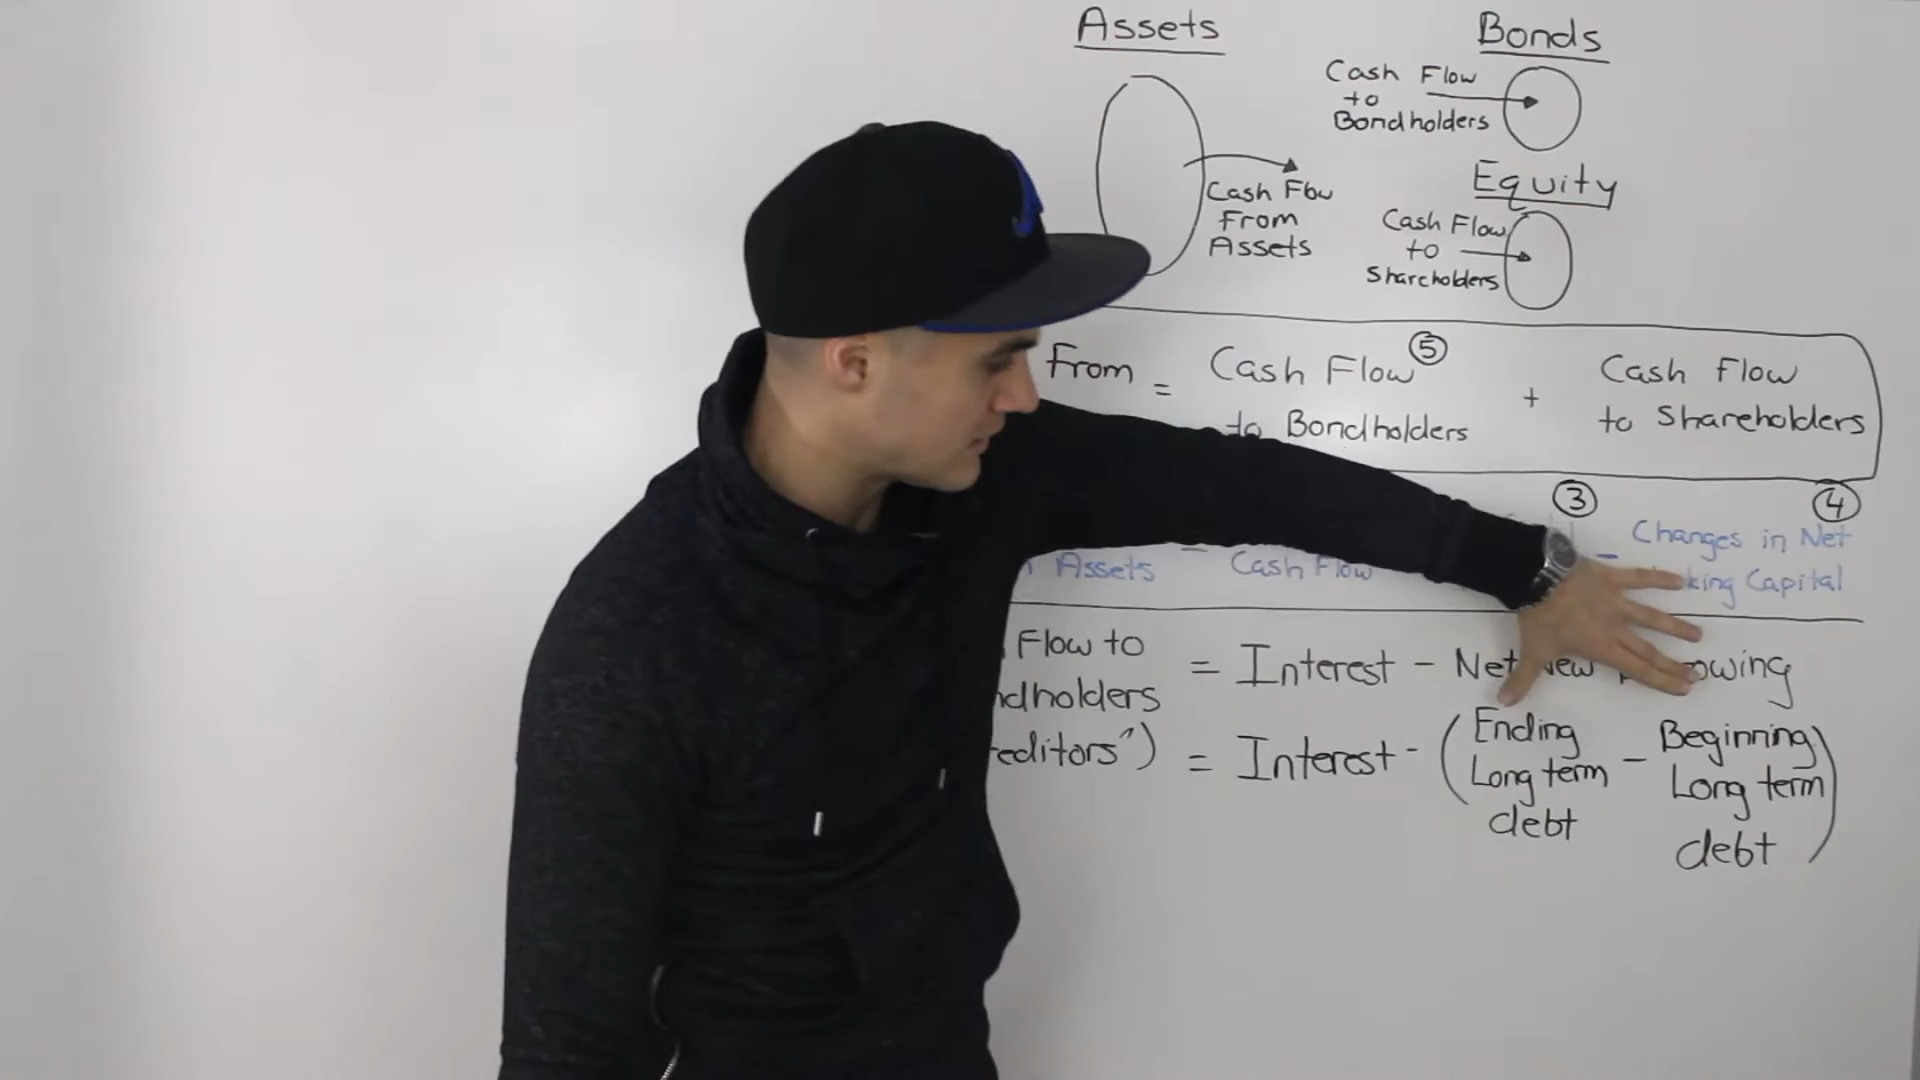 Assets
Bonds
Cash Flow
to
Bondholders
Equity
Cash Flow
From
Assets
Cash Flow
to
Shareholders
From = Cash Flow ⑤ + Cash Flow
to Bondholders to Shareholders
③ ④
Assets = Cash Flow - Changes in Net
king Capital
Flow to = Interest - Net New owing
ndholders
editors") = Interest - (Ending - Beginning)
Long term Long term
debt debt